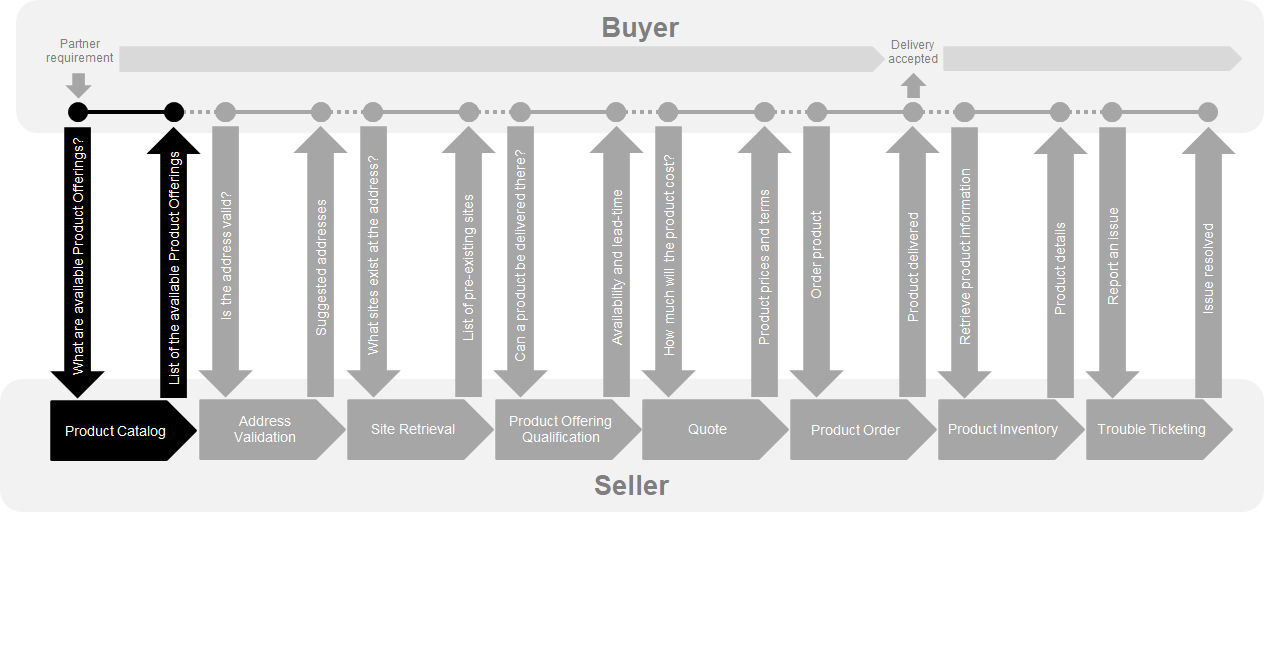 Buyer
Partner
requirement
Delivery
accepted
What are available Product Offerings?
List of the available Product Offerings
Is the address valid?
Suggested addresses
What sites exist at the address?
List of pre-existing sites
Can a product be delivered there?
Availability and lead-time
How much will the product cost?
Product prices and terms
Order product
Product delivered
Retrieve product information
Product details
Report an issue
Issue resolved
Product Catalog
Address
Validation
Site Retrieval
Product Offering
Qualification
Quote
Product Order
Product Inventory
Trouble Ticketing
Seller